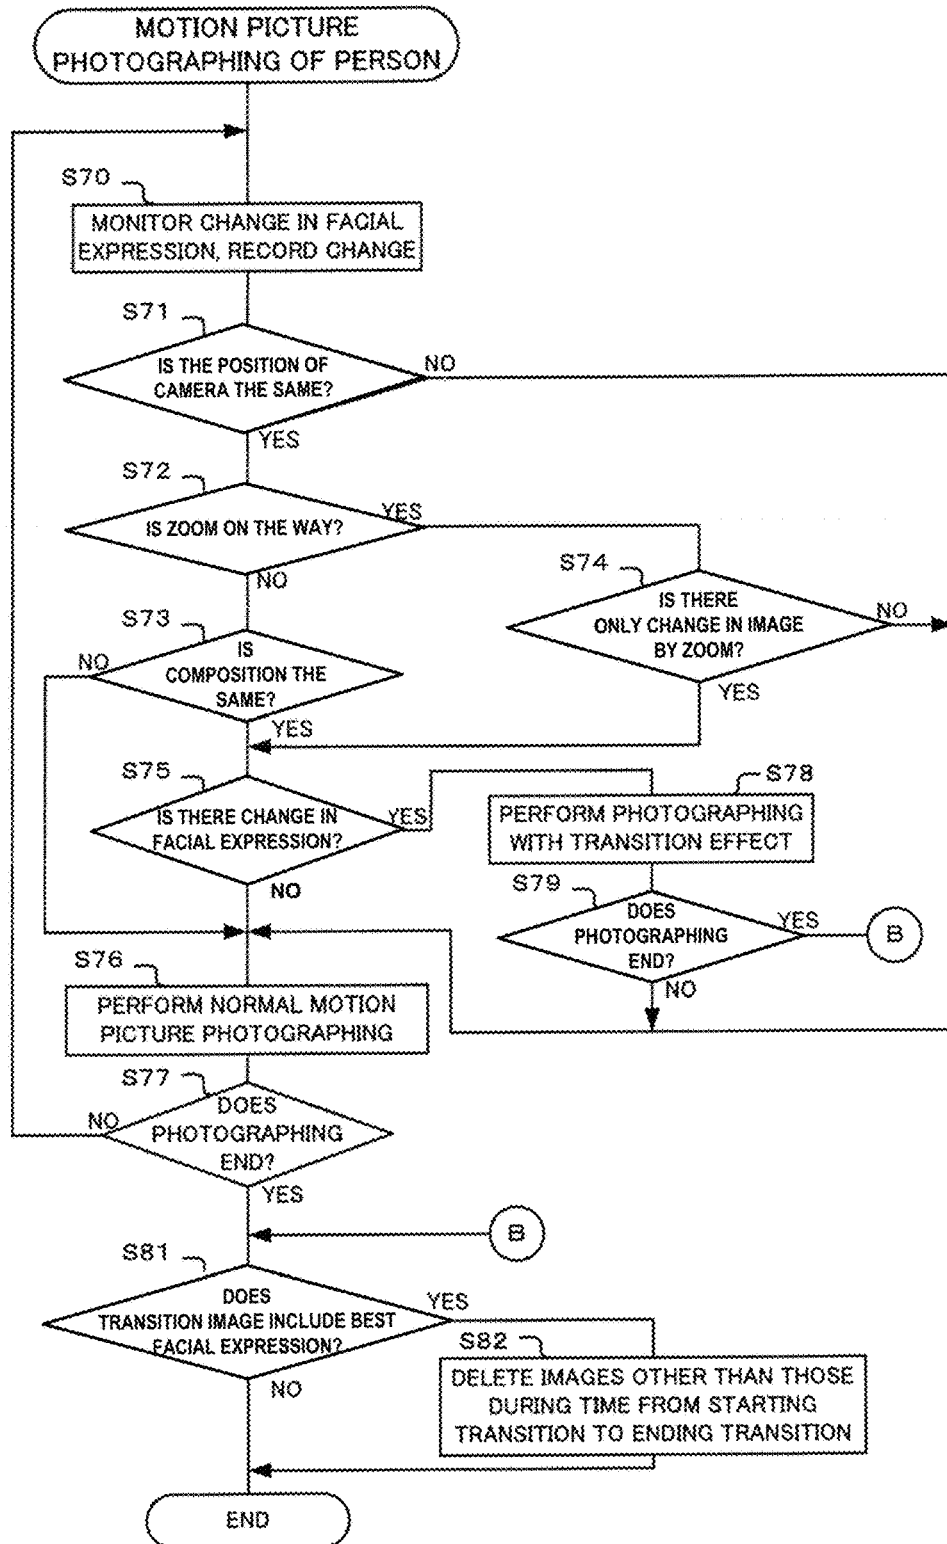 MOTION PICTURE
PHOTOGRAPHING OF PERSON
S70
MONITOR CHANGE IN FACIAL
EXPRESSION, RECORD CHANGE
S71
IS THE POSITION OF
CAMERA THE SAME?
NO
YES
S72
IS ZOOM ON THE WAY?
YES
NO
S74
IS THERE
ONLY CHANGE IN IMAGE
BY ZOOM?
NO
YES
S73
IS
COMPOSITION THE
SAME?
NO
YES
S75
IS THERE CHANGE IN
FACIAL EXPRESSION?
YES
NO
S78
PERFORM PHOTOGRAPHING
WITH TRANSITION EFFECT
S79
DOES
PHOTOGRAPHING
END?
YES
B
NO
S76
PERFORM NORMAL MOTION
PICTURE PHOTOGRAPHING
S77
DOES
PHOTOGRAPHING
END?
NO
YES
B
S81
DOES
TRANSITION IMAGE INCLUDE BEST
FACIAL EXPRESSION?
YES
NO
S82
DELETE IMAGES OTHER THAN THOSE
DURING TIME FROM STARTING
TRANSITION TO ENDING TRANSITION
END